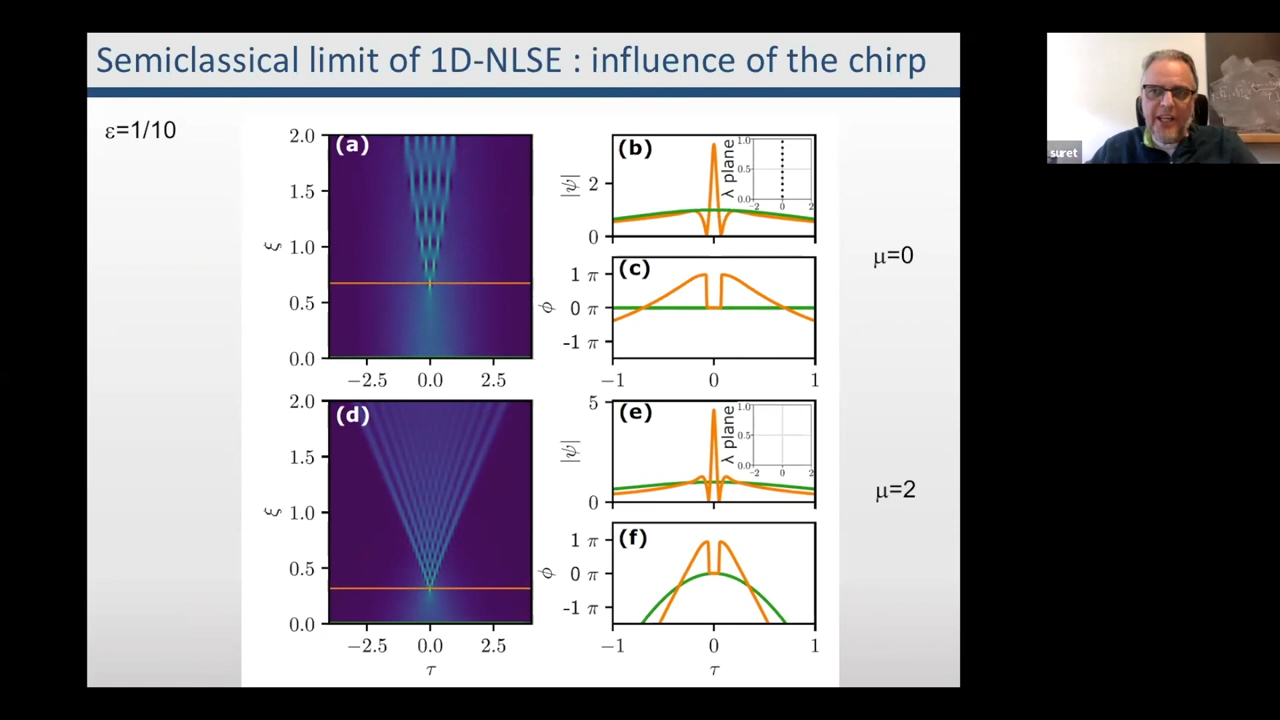 Semiclassical limit of 1D-NLSE : influence of the chirp
suret
ε=1/10
(a)
2.0
1.5
1.0
0.5
0.0
ξ
−2.5 0.0 2.5
(b)
|ψ|
2
0
λ plane
1.0
0.5
0.0
−2 0 2
(c)
ϕ
1 π
0 π
-1 π
−1 0 1
μ=0
(d)
2.0
1.5
1.0
0.5
0.0
ξ
−2.5 0.0 2.5
τ
(e)
|ψ|
5
0
λ plane
1.0
0.5
0.0
−2 0 2
(f)
ϕ
1 π
0 π
-1 π
−1 0 1
τ
μ=2